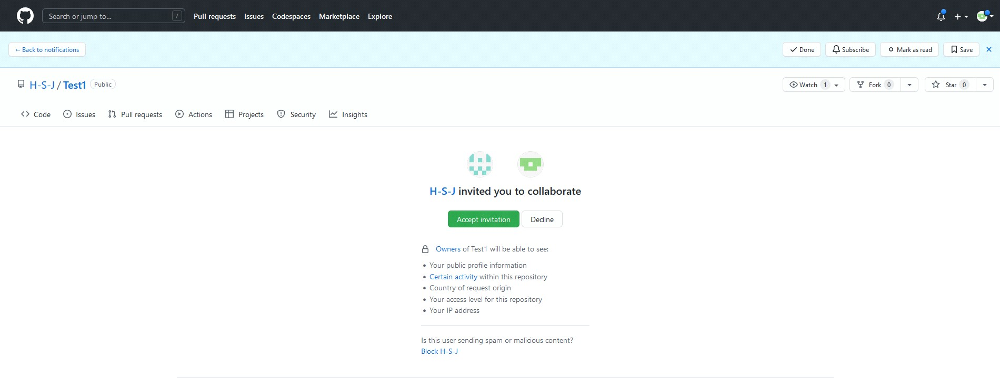 Search or jump to... / Pull requests Issues Codespaces Marketplace Explore
← Back to notifications Done Subscribe Mark as read Save
H-S-J / Test1 Public Watch 1 Fork 0 Star 0
Code Issues Pull requests Actions Projects Security Insights
H-S-J invited you to collaborate
Accept invitation Decline
Owners of Test1 will be able to see:
• Your public profile information
• Certain activity within this repository
• Country of request origin
• Your access level for this repository
• Your IP address
Is this user sending spam or malicious content?
Block H-S-J